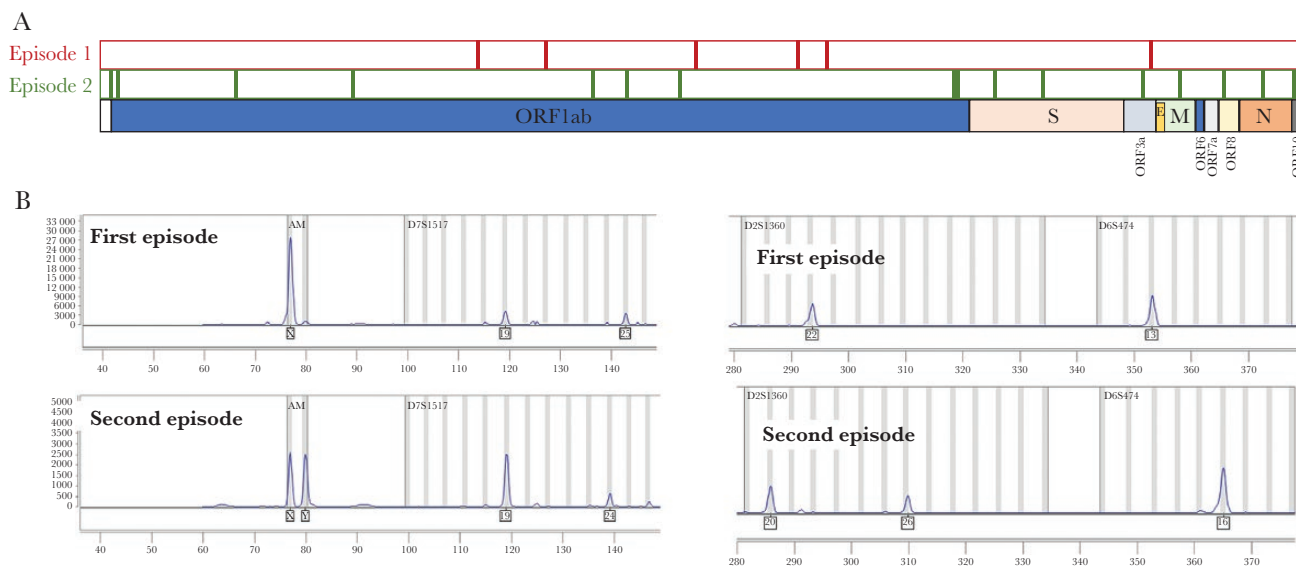 A
Episode 1
Episode 2
ORF1ab
S
ORF3a
E
M
ORF6
ORF7a
ORF8
N
B
33 000
30 000
27 000
24 000
21 000
18 000
15 000
12 000
9000
6000
3000
0
AM
D7S1517
First episode
19
25
40 50 60 70 80 90 100 110 120 130 140
D2S1360
D6S474
First episode
22
13
280 290 300 310 320 330 340 350 360 370
5000
4500
4000
3500
3000
2500
2000
1500
1000
500
0
AM
D7S1517
Second episode
Y
19
24
40 50 60 70 80 90 100 110 120 130 140
D2S1360
D6S474
Second episode
20
26
16
280 290 300 310 320 330 340 350 360 370